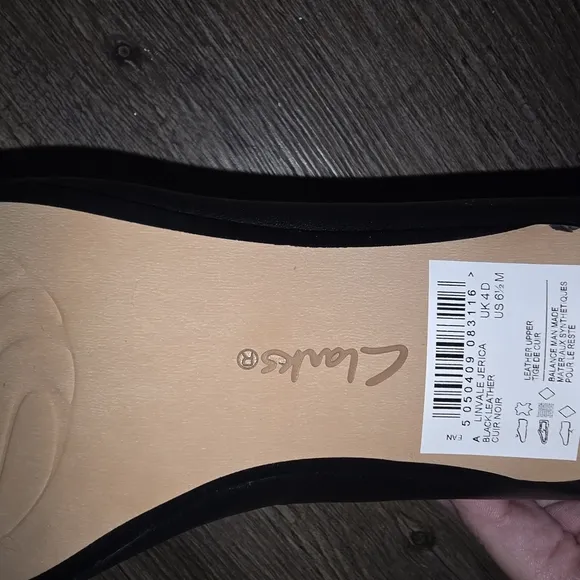 Clarks®
EAN
5 050409 083116 >
A LINVALE JERICA
BLACK LEATHER
CUIR NOIR
UK 4 D
US 6½ M
LEATHER UPPER
TIGE DE CUIR
BALANCE MAN MADE
MATERIAUX SYNTHETIQUES
POUR LE RESTE